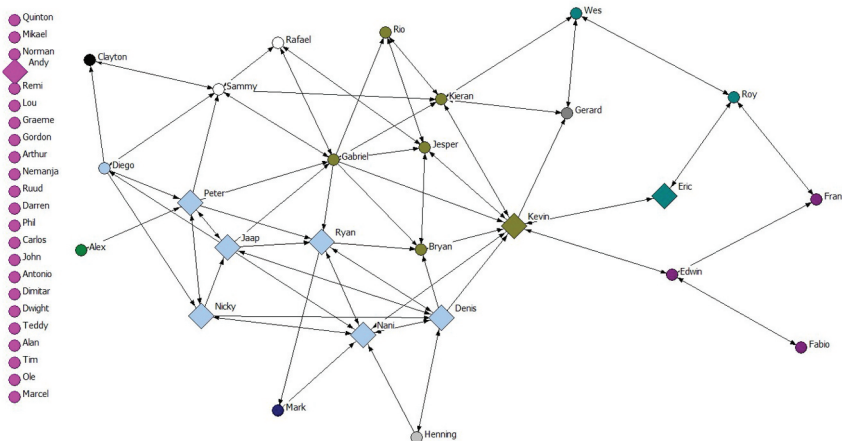 Quinton
Mikael
Norman
Andy
Remi
Lou
Graeme
Gordon
Arthur
Nemanja
Ruud
Darren
Phil
Carlos
John
Antonio
Dimitar
Dwight
Teddy
Alan
Tim
Ole
Marcel
Clayton
Rafael
Rio
Wes
Sammy
Kieran
Roy
Gerard
Diego
Gabriel
Jesper
Peter
Eric
Fran
Alex
Jaap
Ryan
Bryan
Kevin
Edwin
Nicky
Nani
Denis
Fabio
Mark
Henning